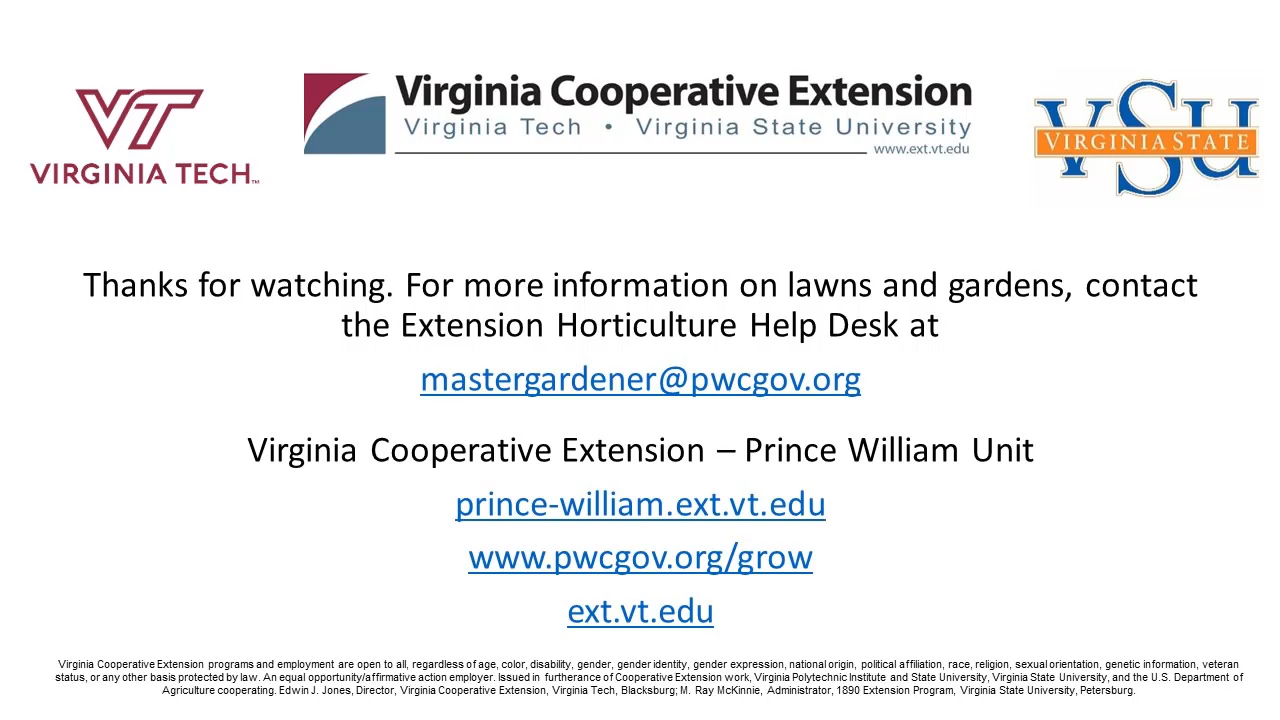 VT
VIRGINIA TECH™
Virginia Cooperative Extension
Virginia Tech • Virginia State University
www.ext.vt.edu
VSU
VIRGINIA STATE
Thanks for watching. For more information on lawns and gardens, contact
the Extension Horticulture Help Desk at
mastergardener@pwcgov.org
Virginia Cooperative Extension – Prince William Unit
prince-william.ext.vt.edu
www.pwcgov.org/grow
ext.vt.edu
Virginia Cooperative Extension programs and employment are open to all, regardless of age, color, disability, gender, gender identity, gender expression, national origin, political affiliation, race, religion, sexual orientation, genetic information, veteran
status, or any other basis protected by law. An equal opportunity/affirmative action employer. Issued in furtherance of Cooperative Extension work, Virginia Polytechnic Institute and State University, Virginia State University, and the U.S. Department of
Agriculture cooperating. Edwin J. Jones, Director, Virginia Cooperative Extension, Virginia Tech, Blacksburg; M. Ray McKinnie, Administrator, 1890 Extension Program, Virginia State University, Petersburg.